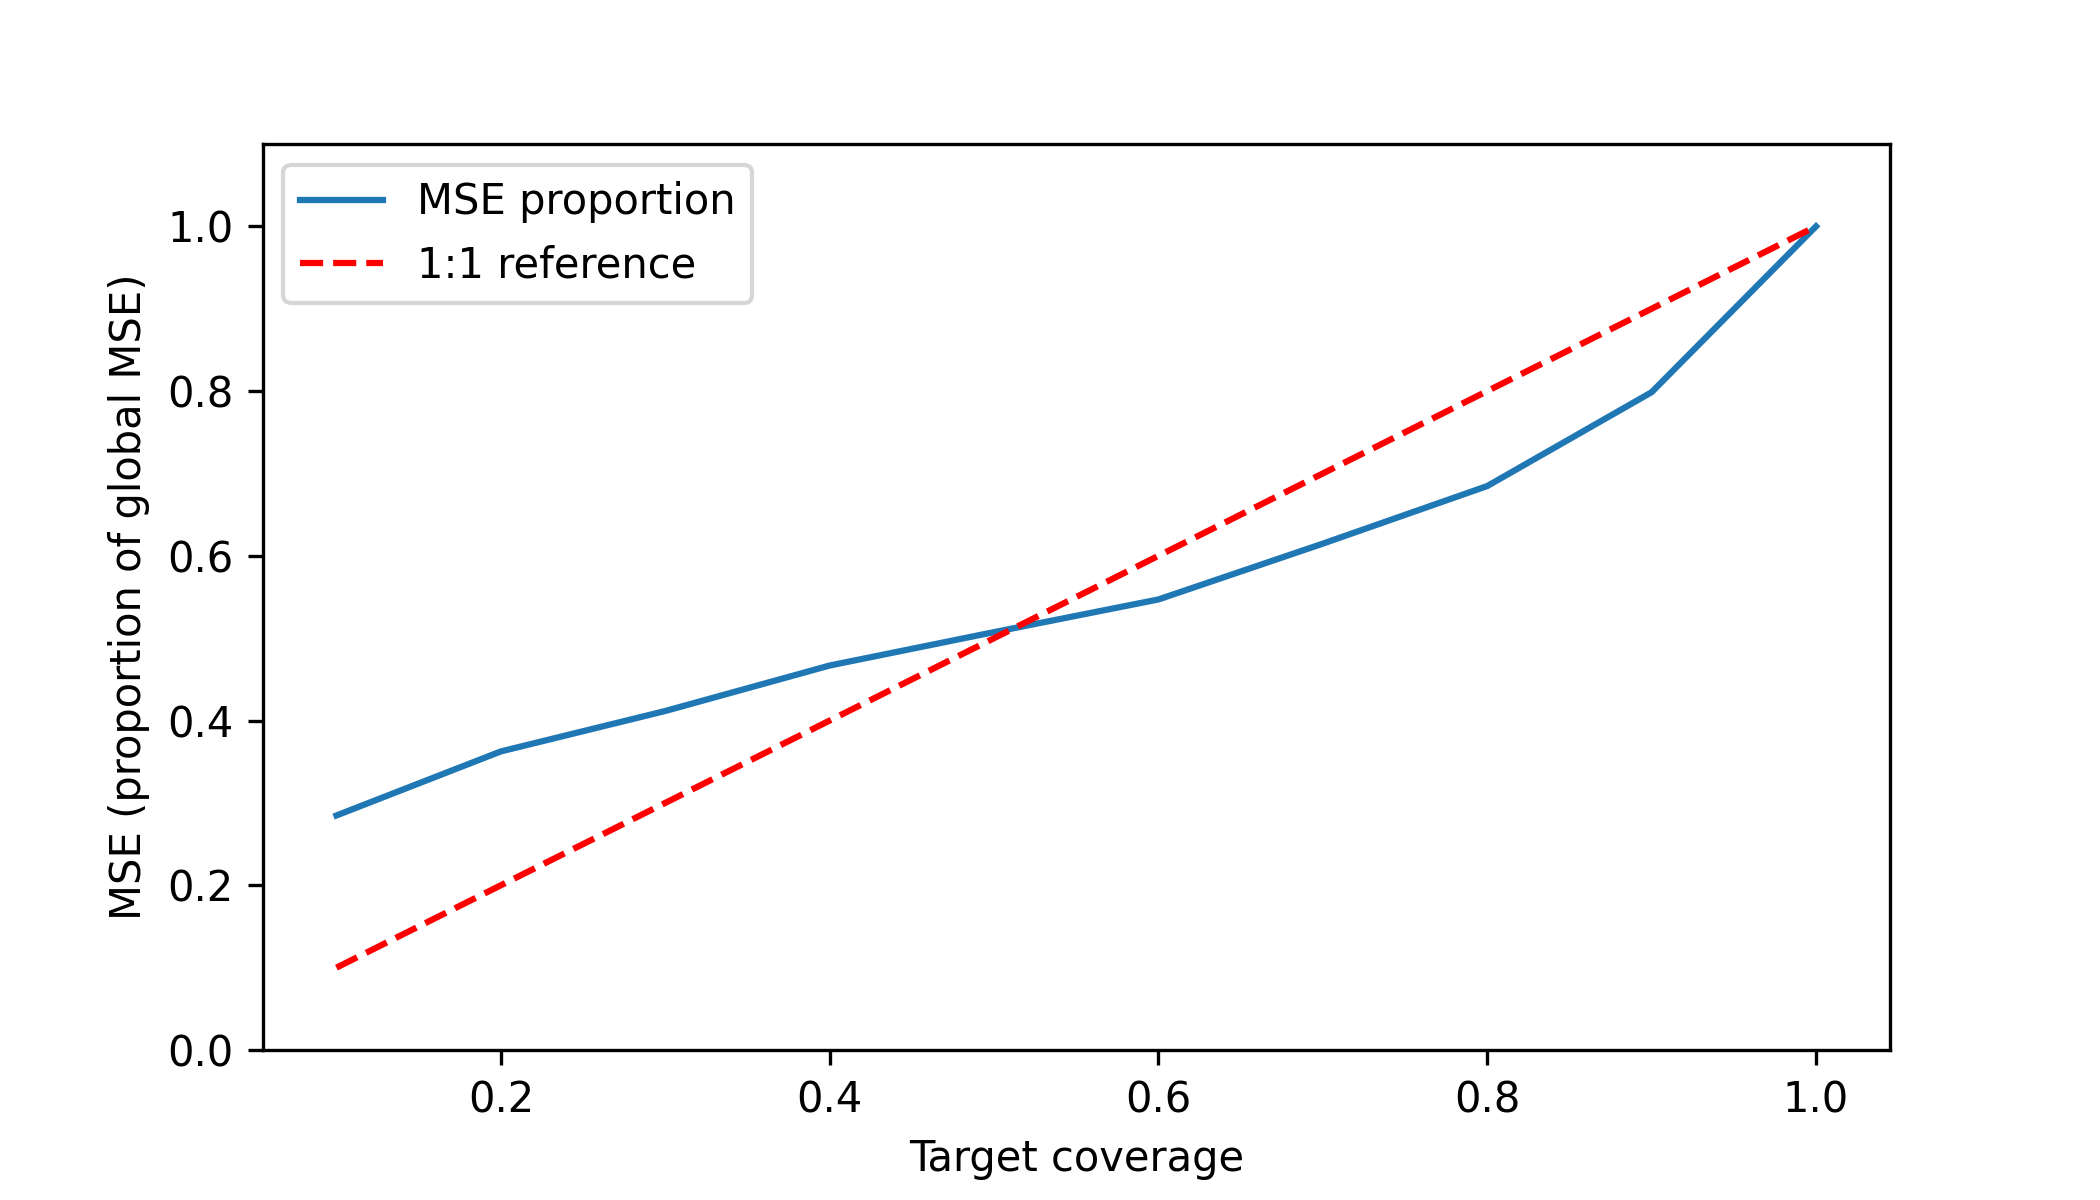 MSE proportion
1:1 reference
MSE (proportion of global MSE)
1.0
0.8
0.6
0.4
0.2
0.0
0.2 0.4 0.6 0.8 1.0
Target coverage